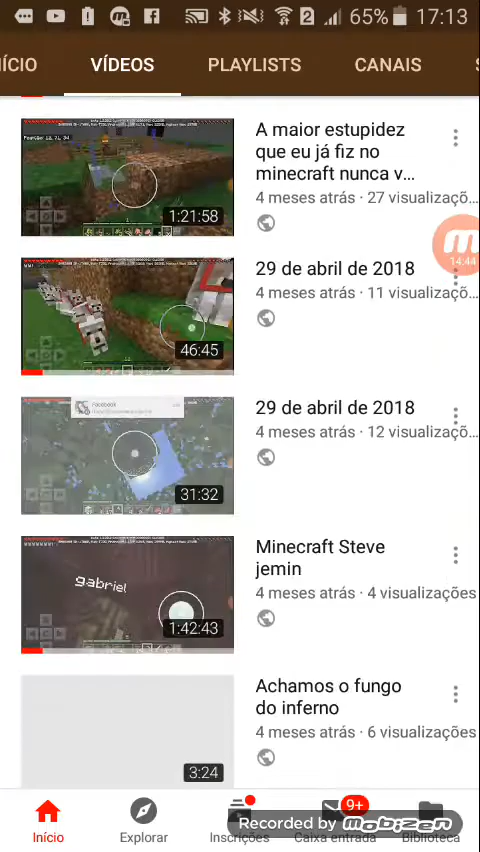 2
65%
17:13
ÍCIO
VÍDEOS
PLAYLISTS
CANAIS
A maior estupidez
que eu já fiz no
minecraft nunca v...
4 meses atrás · 27 visualizaçõ...
1:21:58
14:44
29 de abril de 2018
4 meses atrás · 11 visualizaçõ...
46:45
Facebook
29 de abril de 2018
4 meses atrás · 12 visualizaçõ...
31:32
gabriel
Minecraft Steve
jemin
4 meses atrás · 4 visualizações
1:42:43
Achamos o fungo
do inferno
4 meses atrás · 6 visualizações
3:24
9+
Início
Explorar
Inscrições
Caixa entrada
Biblioteca
Recorded by mobizen